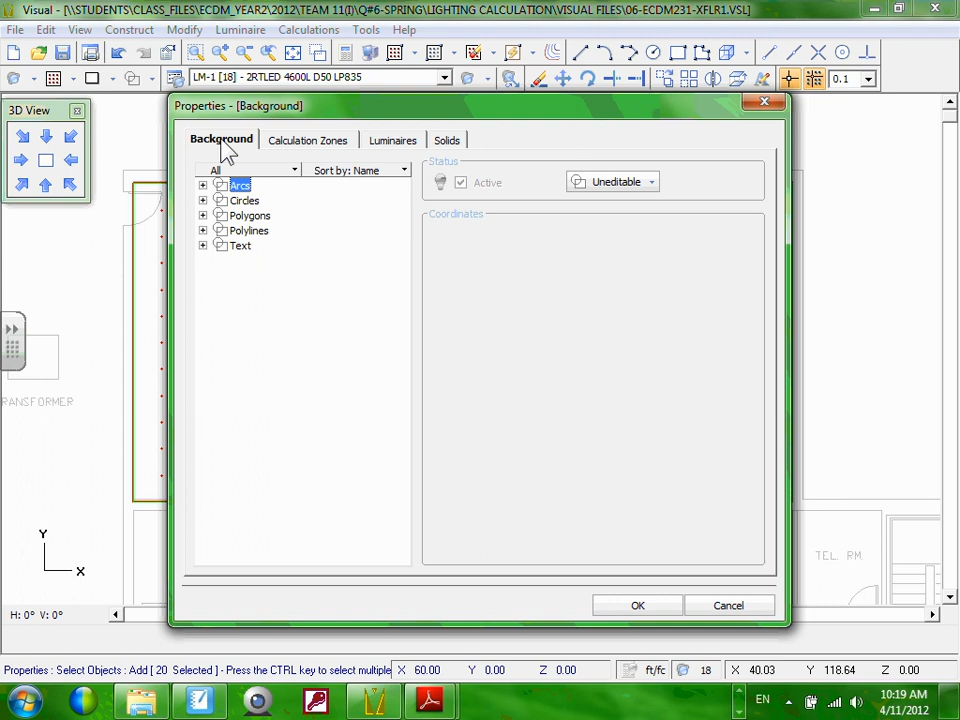 Visual - [\\STUDENTS\CLASS_FILES\ECDM_YEAR2\2012\TEAM 11(I)\Q#6-SPRING\LIGHTING CALCULATION\VISUAL FILES\06-ECDM231-XFLR1.VSL]
File Edit View Construct Modify Luminaire Calculations Tools Help
LM-1 [18] - 2RTLED 4600L D50 LP835
0.1
3D View
Properties - [Background]
Background Calculation Zones Luminaires Solids
All Sort by: Name
Status
Active Uneditable
Coordinates
Arcs
Circles
Polygons
Polylines
Text
RANSFORMER
TEL. RM.
Y
X
OK Cancel
H: 0° V: 0°
Properties : Select Objects : Add [ 20 Selected ] - Press the CTRL key to select multiple X 60.00 Y 0.00 Z 0.00 ft/fc 18 X 40.03 Y 118.64 Z 0.00
EN
10:19 AM
4/11/2012